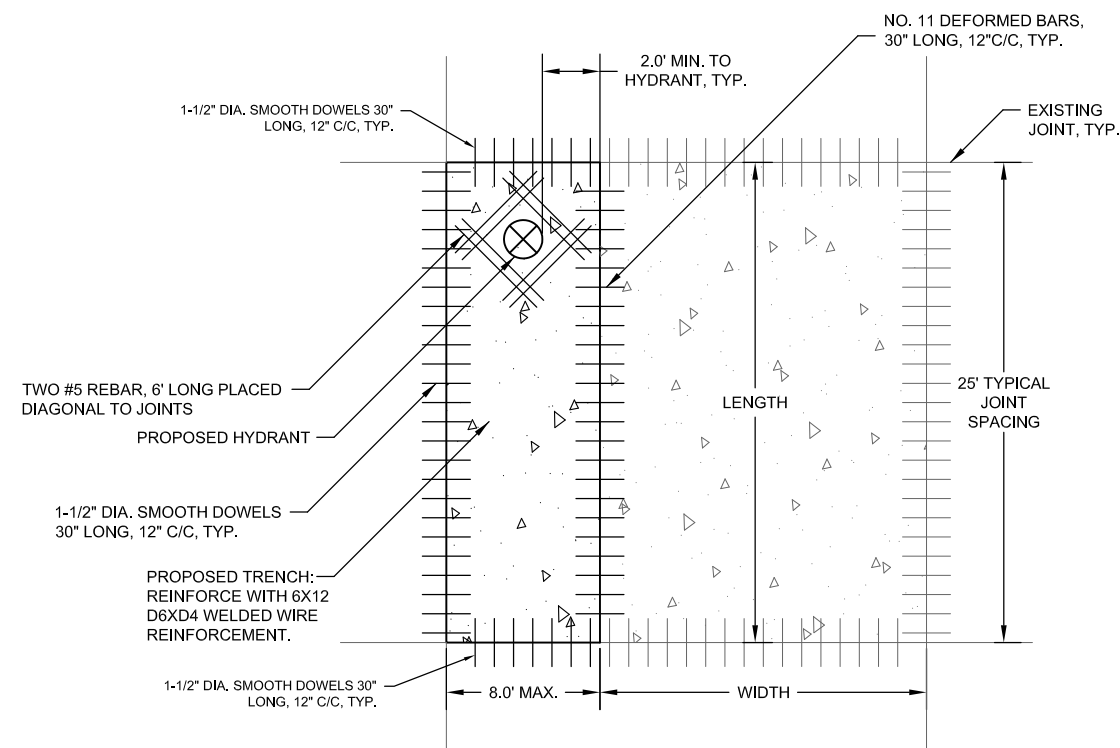 NO. 11 DEFORMED BARS,
30" LONG, 12"C/C, TYP.
2.0' MIN. TO
HYDRANT, TYP.
1-1/2" DIA. SMOOTH DOWELS 30"
LONG, 12" C/C, TYP.
EXISTING
JOINT, TYP.
TWO #5 REBAR, 6' LONG PLACED
DIAGONAL TO JOINTS
LENGTH
25' TYPICAL
JOINT
SPACING
PROPOSED HYDRANT
1-1/2" DIA. SMOOTH DOWELS
30" LONG, 12" C/C, TYP.
PROPOSED TRENCH:
REINFORCE WITH 6X12
D6XD4 WELDED WIRE
REINFORCEMENT.
1-1/2" DIA. SMOOTH DOWELS 30"
LONG, 12" C/C, TYP.
8.0' MAX.
WIDTH